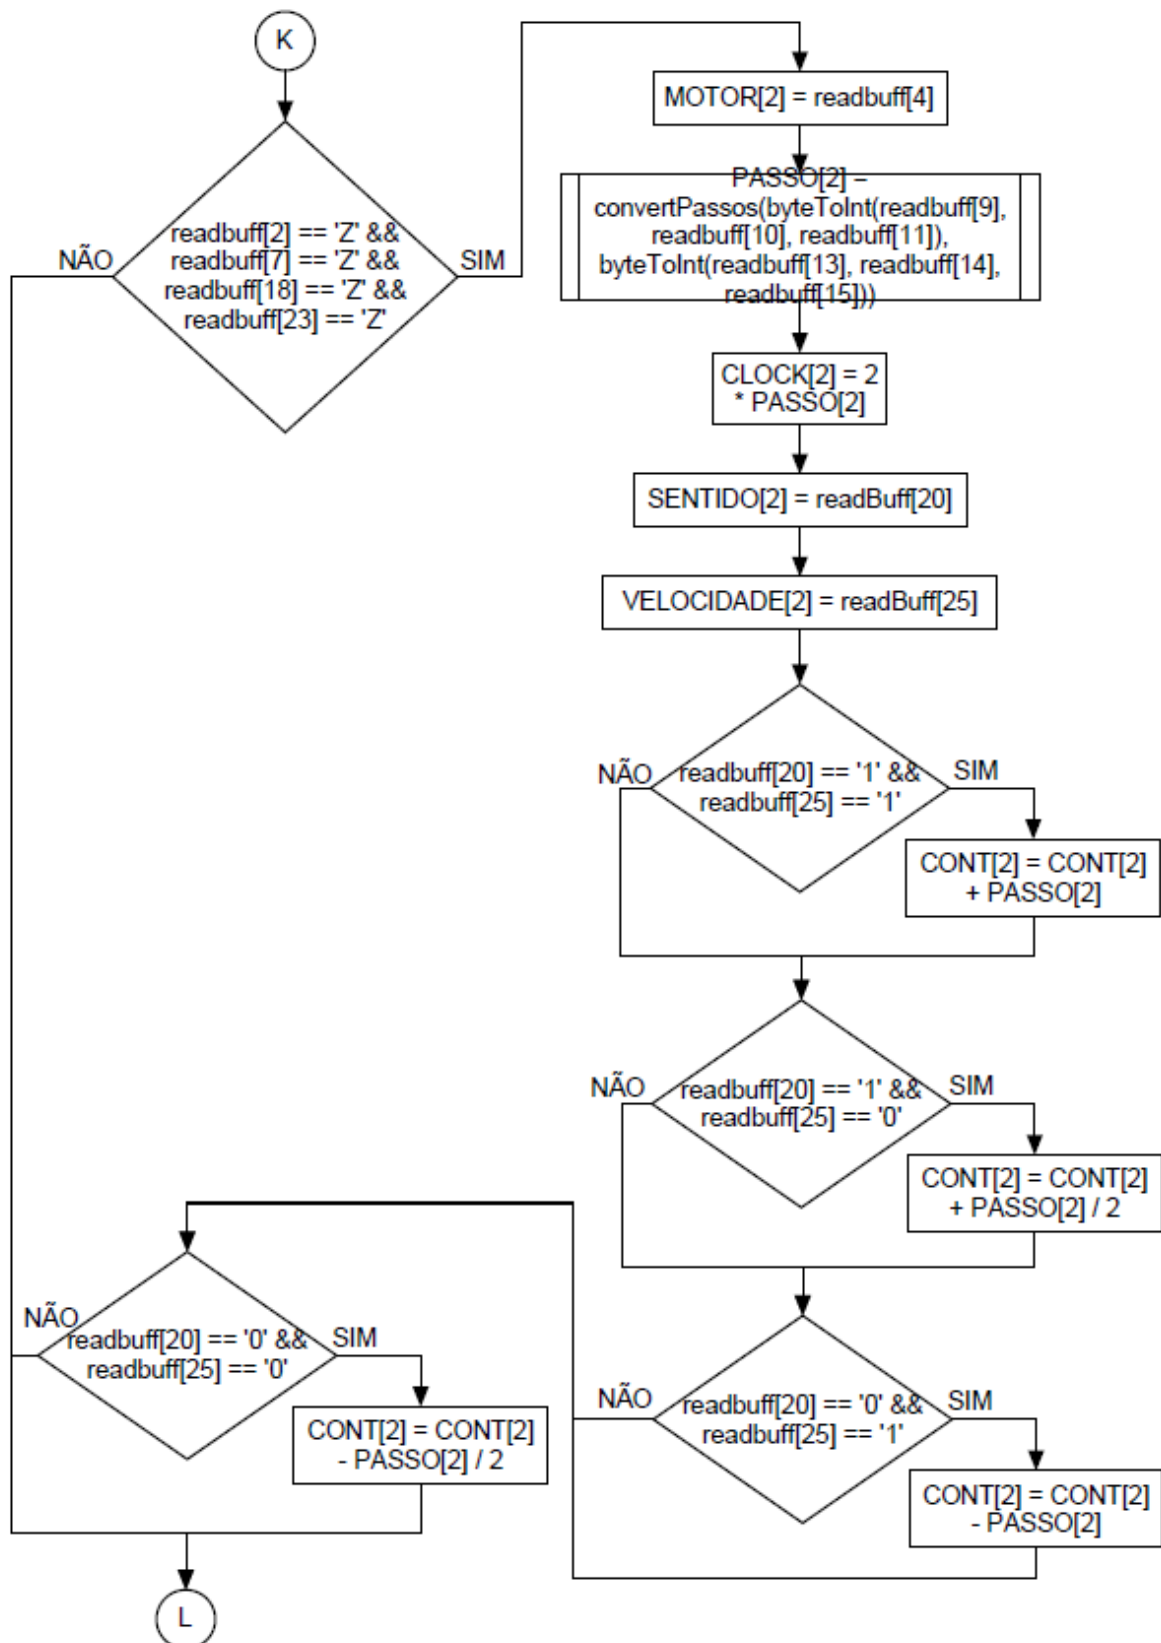 K
readbuff[2] == 'Z' &&
readbuff[7] == 'Z' &&
readbuff[18] == 'Z' &&
readbuff[23] == 'Z'
NÃO
SIM
MOTOR[2] = readbuff[4]
PASSO[2] =
convertPassos(byteToInt(readbuff[9],
readbuff[10], readbuff[11]),
byteToInt(readbuff[13], readbuff[14],
readbuff[15]))
CLOCK[2] = 2
* PASSO[2]
SENTIDO[2] = readBuff[20]
VELOCIDADE[2] = readBuff[25]
NÃO
readbuff[20] == '1' &&
readbuff[25] == '1'
SIM
CONT[2] = CONT[2]
+ PASSO[2]
NÃO
readbuff[20] == '1' &&
readbuff[25] == '0'
SIM
CONT[2] = CONT[2]
+ PASSO[2] / 2
NÃO
readbuff[20] == '0' &&
readbuff[25] == '1'
SIM
CONT[2] = CONT[2]
- PASSO[2]
NÃO
readbuff[20] == '0' &&
readbuff[25] == '0'
SIM
CONT[2] = CONT[2]
- PASSO[2] / 2
L